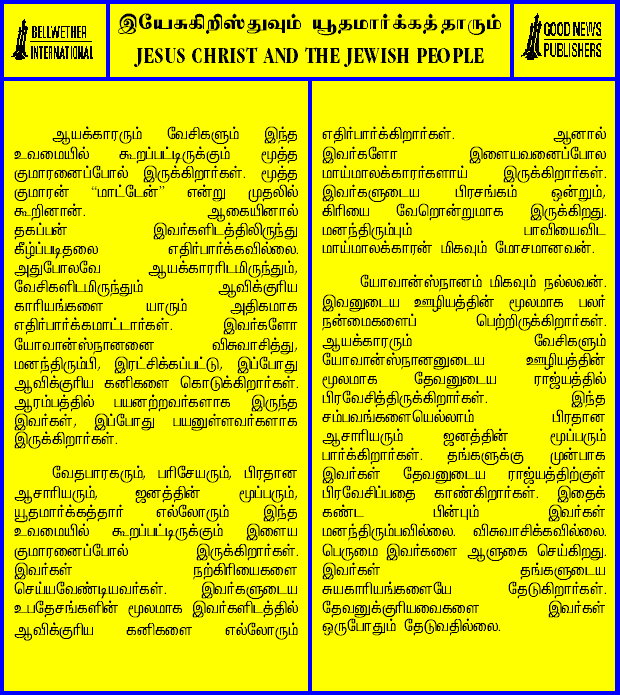 BELLWETHER
INTERNATIONAL
இயேசுகிறிஸ்துவும் யூதமார்க்கத்தாரும்
JESUS CHRIST AND THE JEWISH PEOPLE
GOOD NEWS
PUBLISHERS
ஆயக்காரரும் வேசிகளும் இந்த
உவமையில் கூறப்பட்டிருக்கும் மூத்த
குமாரனைப்போல் இருக்கிறார்கள். மூத்த
குமாரன் “மாட்டேன்” என்று முதலில்
கூறினான். ஆகையினால்
தகப்பன் இவர்களிடத்திலிருந்து
கீழ்ப்படிதலை எதிர்பார்க்கவில்லை.
அதுபோலவே ஆயக்காரரிடமிருந்தும்,
வேசிகளிடமிருந்தும் ஆவிக்குரிய
காரியங்களை யாரும் அதிகமாக
எதிர்பார்க்கமாட்டார்கள். இவர்களோ
யோவான்ஸ்நானனை விசுவாசித்து,
மனந்திரும்பி, இரட்சிக்கப்பட்டு, இப்போது
ஆவிக்குரிய கனிகளை கொடுக்கிறார்கள்.
ஆரம்பத்தில் பயனற்றவர்களாக இருந்த
இவர்கள், இப்போது பயனுள்ளவர்களாக
இருக்கிறார்கள்.
வேதபாரகரும், பரிசேயரும், பிரதான
ஆசாரியரும், ஜனத்தின் மூப்பரும்,
யூதமார்க்கத்தார் எல்லோரும் இந்த
உவமையில் கூறப்பட்டிருக்கும் இளைய
குமாரனைப்போல் இருக்கிறார்கள்.
இவர்கள் நற்கிரியைகளை
செய்யவேண்டியவர்கள். இவர்களுடைய
உபதேசங்களின் மூலமாக இவர்களிடத்தில்
ஆவிக்குரிய கனிகளை எல்லோரும்
எதிர்பார்க்கிறார்கள். ஆனால்
இவர்களோ இளையவனைப்போல
மாய்மாலக்காரர்களாய் இருக்கிறார்கள்.
இவர்களுடைய பிரசங்கம் ஒன்றும்,
கிரியை வேறொன்றுமாக இருக்கிறது.
மனந்திரும்பும் பாவியைவிட
மாய்மாலக்காரன் மிகவும் மோசமானவன்.
யோவான்ஸ்நானம் மிகவும் நல்லவன்.
இவனுடைய ஊழியத்தின் மூலமாக பலர்
நன்மைகளைப் பெற்றிருக்கிறார்கள்.
ஆயக்காரரும் வேசிகளும்
யோவான்ஸ்நானனுடைய ஊழியத்தின்
மூலமாக தேவனுடைய ராஜ்யத்தில்
பிரவேசித்திருக்கிறார்கள். இந்த
சம்பவங்களையெல்லாம் பிரதான
ஆசாரியரும் ஜனத்தின் மூப்பரும்
பார்க்கிறார்கள். தங்களுக்கு முன்பாக
இவர்கள் தேவனுடைய ராஜ்யத்திற்குள்
பிரவேசிப்பதை காண்கிறார்கள். இதைக்
கண்ட பின்பும் இவர்கள்
மனந்திரும்பவில்லை. விசுவாசிக்கவில்லை.
பெருமை இவர்களை ஆளுகை செய்கிறது.
இவர்கள் தங்களுடைய
சுயகாரியங்களையே தேடுகிறார்கள்.
தேவனுக்குரியவைகளை இவர்கள்
ஒருபோதும் தேடுவதில்லை.